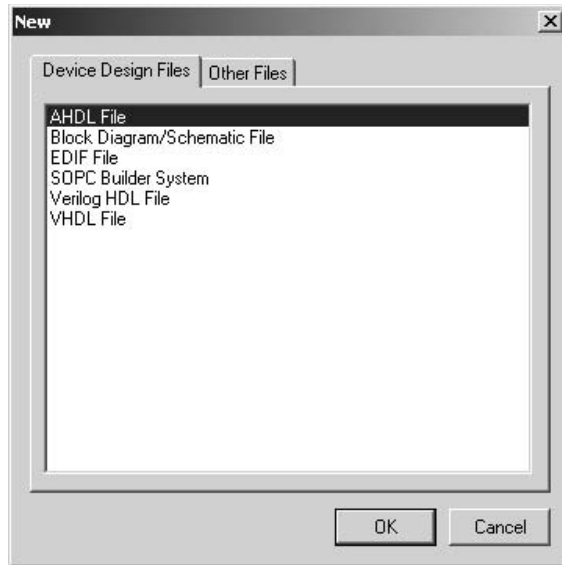 New
Device Design Files
Other Files
AHDL File
Block Diagram/Schematic File
EDIF File
SOPC Builder System
Verilog HDL File
VHDL File
OK
Cancel